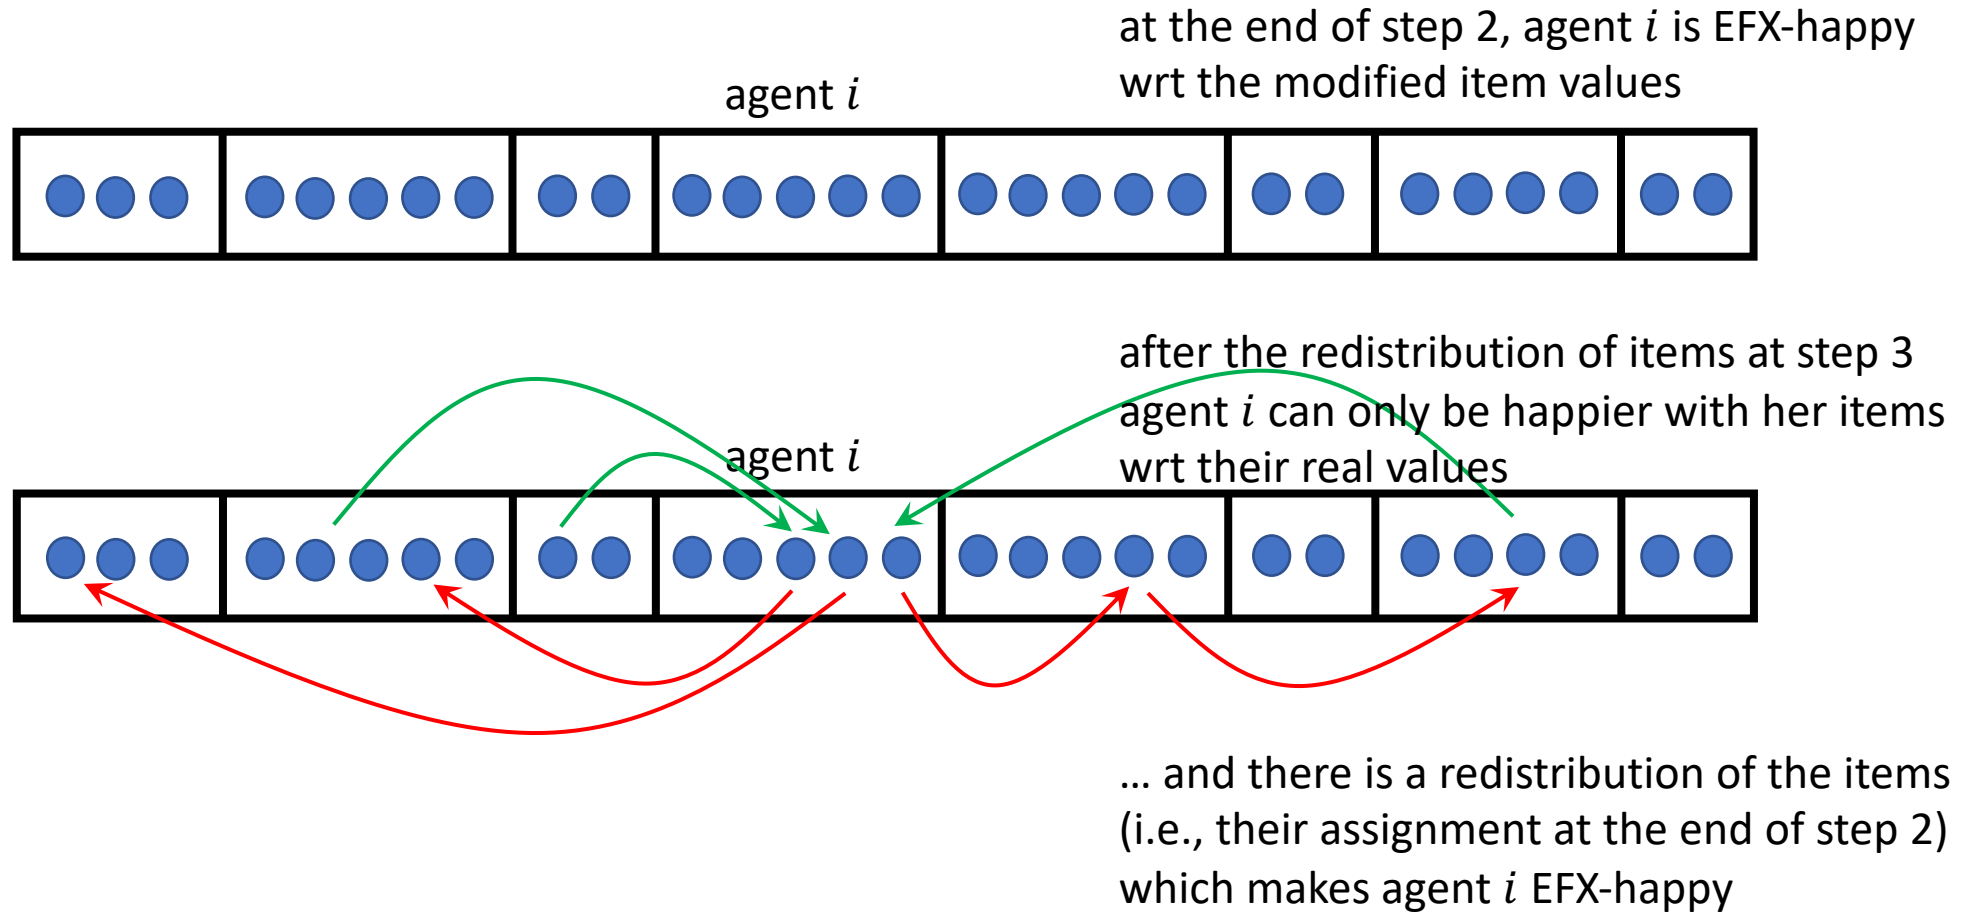 at the end of step 2, agent i is EFX-happy
wrt the modified item values
agent i
after the redistribution of items at step 3
agent i can only be happier with her items
wrt their real values
agent i
… and there is a redistribution of the items
(i.e., their assignment at the end of step 2)
which makes agent i EFX-happy